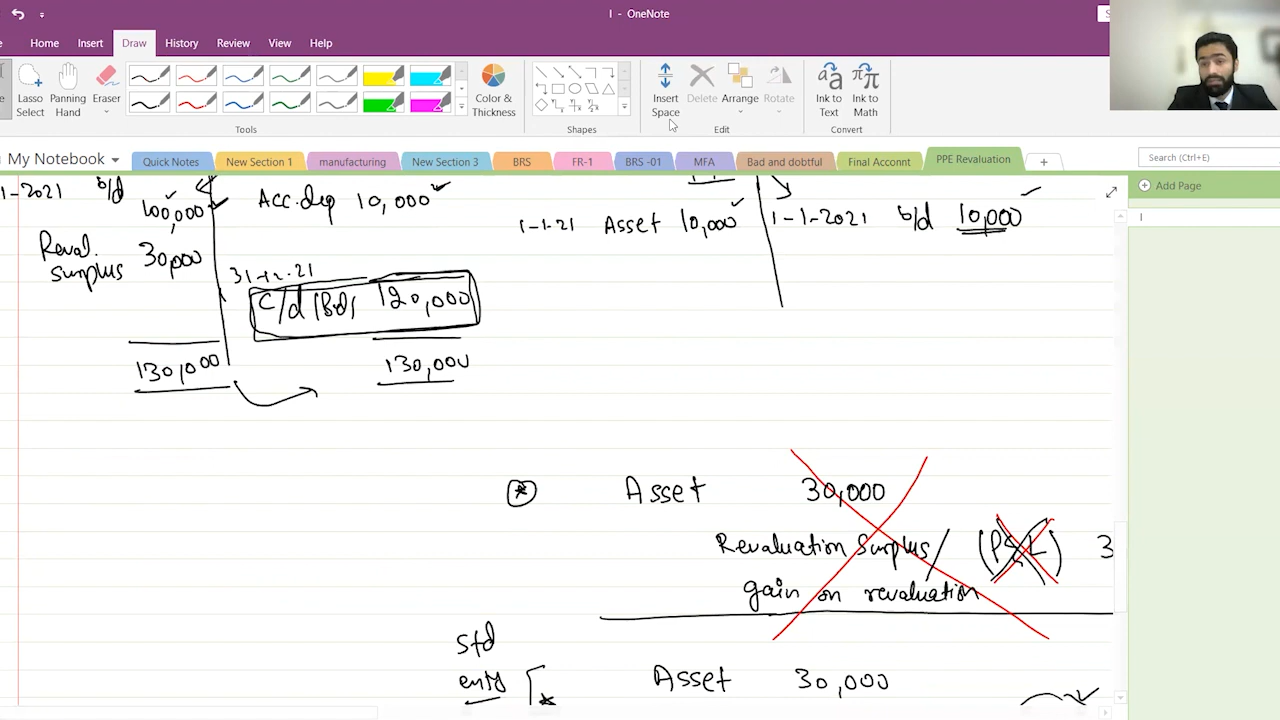 I - OneNote
Home Insert Draw History Review View Help
Lasso Select
Panning Hand
Eraser
Color & Thickness
Insert Space
Delete
Arrange
Rotate
Ink to Text
Ink to Math
Tools
Shapes
Edit
Convert
My Notebook
Quick Notes New Section 1 manufacturing New Section 3 BRS FR-1 BRS -01 MFA Bad and doubtful Final Acconnt PPE Revaluation
Search (Ctrl+E)
Add Page
I
1-2021 b/d 100,000
Acc.dep 10,000
1-1-21 Asset 10,000
1-1-2021 b/d 10,000
Reval. surplus 30,000
31-12-21
c/d 120,000
130,000
130,000
Asset 30,000
Revaluation Surplus/ (P&L) 3
gain on revaluation
std
entry
Asset 30,000